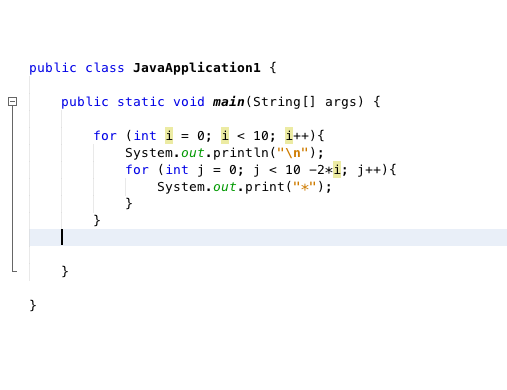 public class JavaApplication1 {
public static void main(String[] args) {
for (int i = 0; i < 10; i++){
System.out.println("\n");
for (int j = 0; j < 10 -2*i; j++){
System.out.print("*");
}
}
}
}